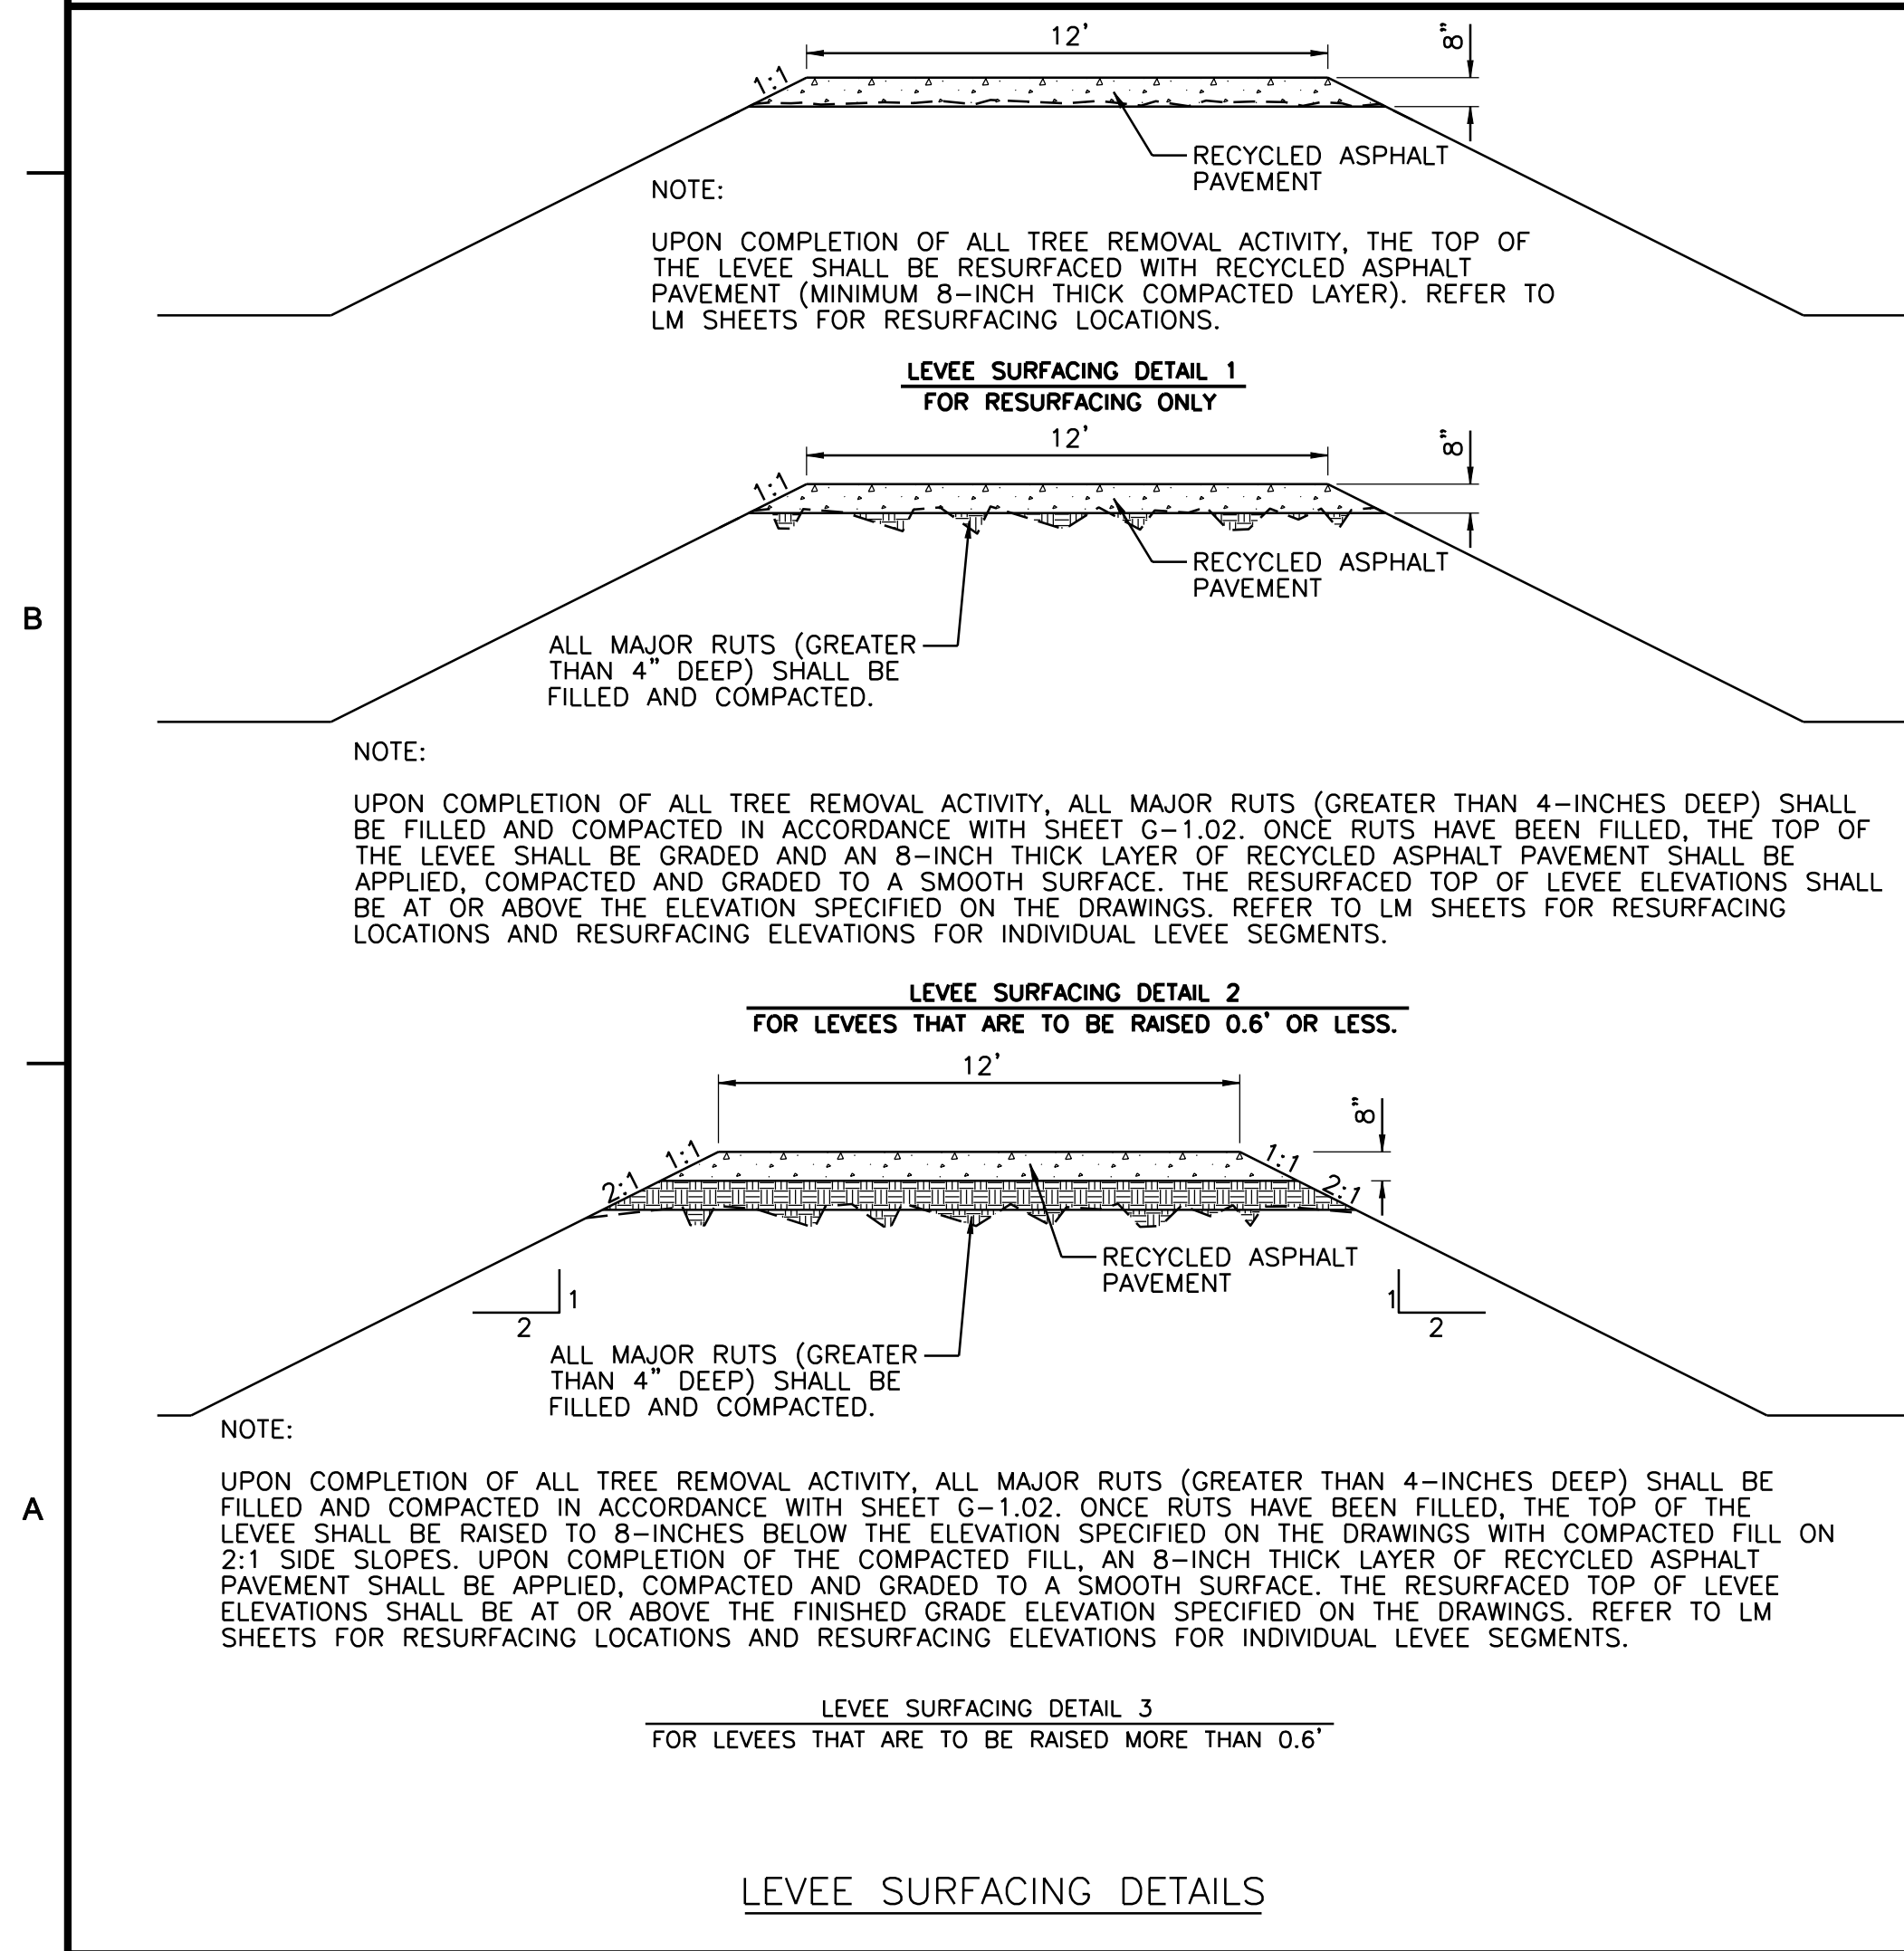 12'
8"
1:1
RECYCLED ASPHALT
PAVEMENT
NOTE:
UPON COMPLETION OF ALL TREE REMOVAL ACTIVITY, THE TOP OF
THE LEVEE SHALL BE RESURFACED WITH RECYCLED ASPHALT
PAVEMENT (MINIMUM 8-INCH THICK COMPACTED LAYER). REFER TO
LM SHEETS FOR RESURFACING LOCATIONS.
LEVEE SURFACING DETAIL 1
FOR RESURFACING ONLY
12'
8"
1:1
RECYCLED ASPHALT
PAVEMENT
B
ALL MAJOR RUTS (GREATER
THAN 4" DEEP) SHALL BE
FILLED AND COMPACTED.
NOTE:
UPON COMPLETION OF ALL TREE REMOVAL ACTIVITY, ALL MAJOR RUTS (GREATER THAN 4-INCHES DEEP) SHALL
BE FILLED AND COMPACTED IN ACCORDANCE WITH SHEET G-1.02. ONCE RUTS HAVE BEEN FILLED, THE TOP OF
THE LEVEE SHALL BE GRADED AND AN 8-INCH THICK LAYER OF RECYCLED ASPHALT PAVEMENT SHALL BE
APPLIED, COMPACTED AND GRADED TO A SMOOTH SURFACE. THE RESURFACED TOP OF LEVEE ELEVATIONS SHALL
BE AT OR ABOVE THE ELEVATION SPECIFIED ON THE DRAWINGS. REFER TO LM SHEETS FOR RESURFACING
LOCATIONS AND RESURFACING ELEVATIONS FOR INDIVIDUAL LEVEE SEGMENTS.
LEVEE SURFACING DETAIL 2
FOR LEVEES THAT ARE TO BE RAISED 0.6' OR LESS.
12'
8"
1:1
1:1
2:1
2:1
RECYCLED ASPHALT
PAVEMENT
1
2
1
2
ALL MAJOR RUTS (GREATER
THAN 4" DEEP) SHALL BE
FILLED AND COMPACTED.
NOTE:
UPON COMPLETION OF ALL TREE REMOVAL ACTIVITY, ALL MAJOR RUTS (GREATER THAN 4-INCHES DEEP) SHALL BE
FILLED AND COMPACTED IN ACCORDANCE WITH SHEET G-1.02. ONCE RUTS HAVE BEEN FILLED, THE TOP OF THE
LEVEE SHALL BE RAISED TO 8-INCHES BELOW THE ELEVATION SPECIFIED ON THE DRAWINGS WITH COMPACTED FILL ON
2:1 SIDE SLOPES. UPON COMPLETION OF THE COMPACTED FILL, AN 8-INCH THICK LAYER OF RECYCLED ASPHALT
PAVEMENT SHALL BE APPLIED, COMPACTED AND GRADED TO A SMOOTH SURFACE. THE RESURFACED TOP OF LEVEE
ELEVATIONS SHALL BE AT OR ABOVE THE FINISHED GRADE ELEVATION SPECIFIED ON THE DRAWINGS. REFER TO LM
SHEETS FOR RESURFACING LOCATIONS AND RESURFACING ELEVATIONS FOR INDIVIDUAL LEVEE SEGMENTS.
A
LEVEE SURFACING DETAIL 3
FOR LEVEES THAT ARE TO BE RAISED MORE THAN 0.6'
LEVEE SURFACING DETAILS